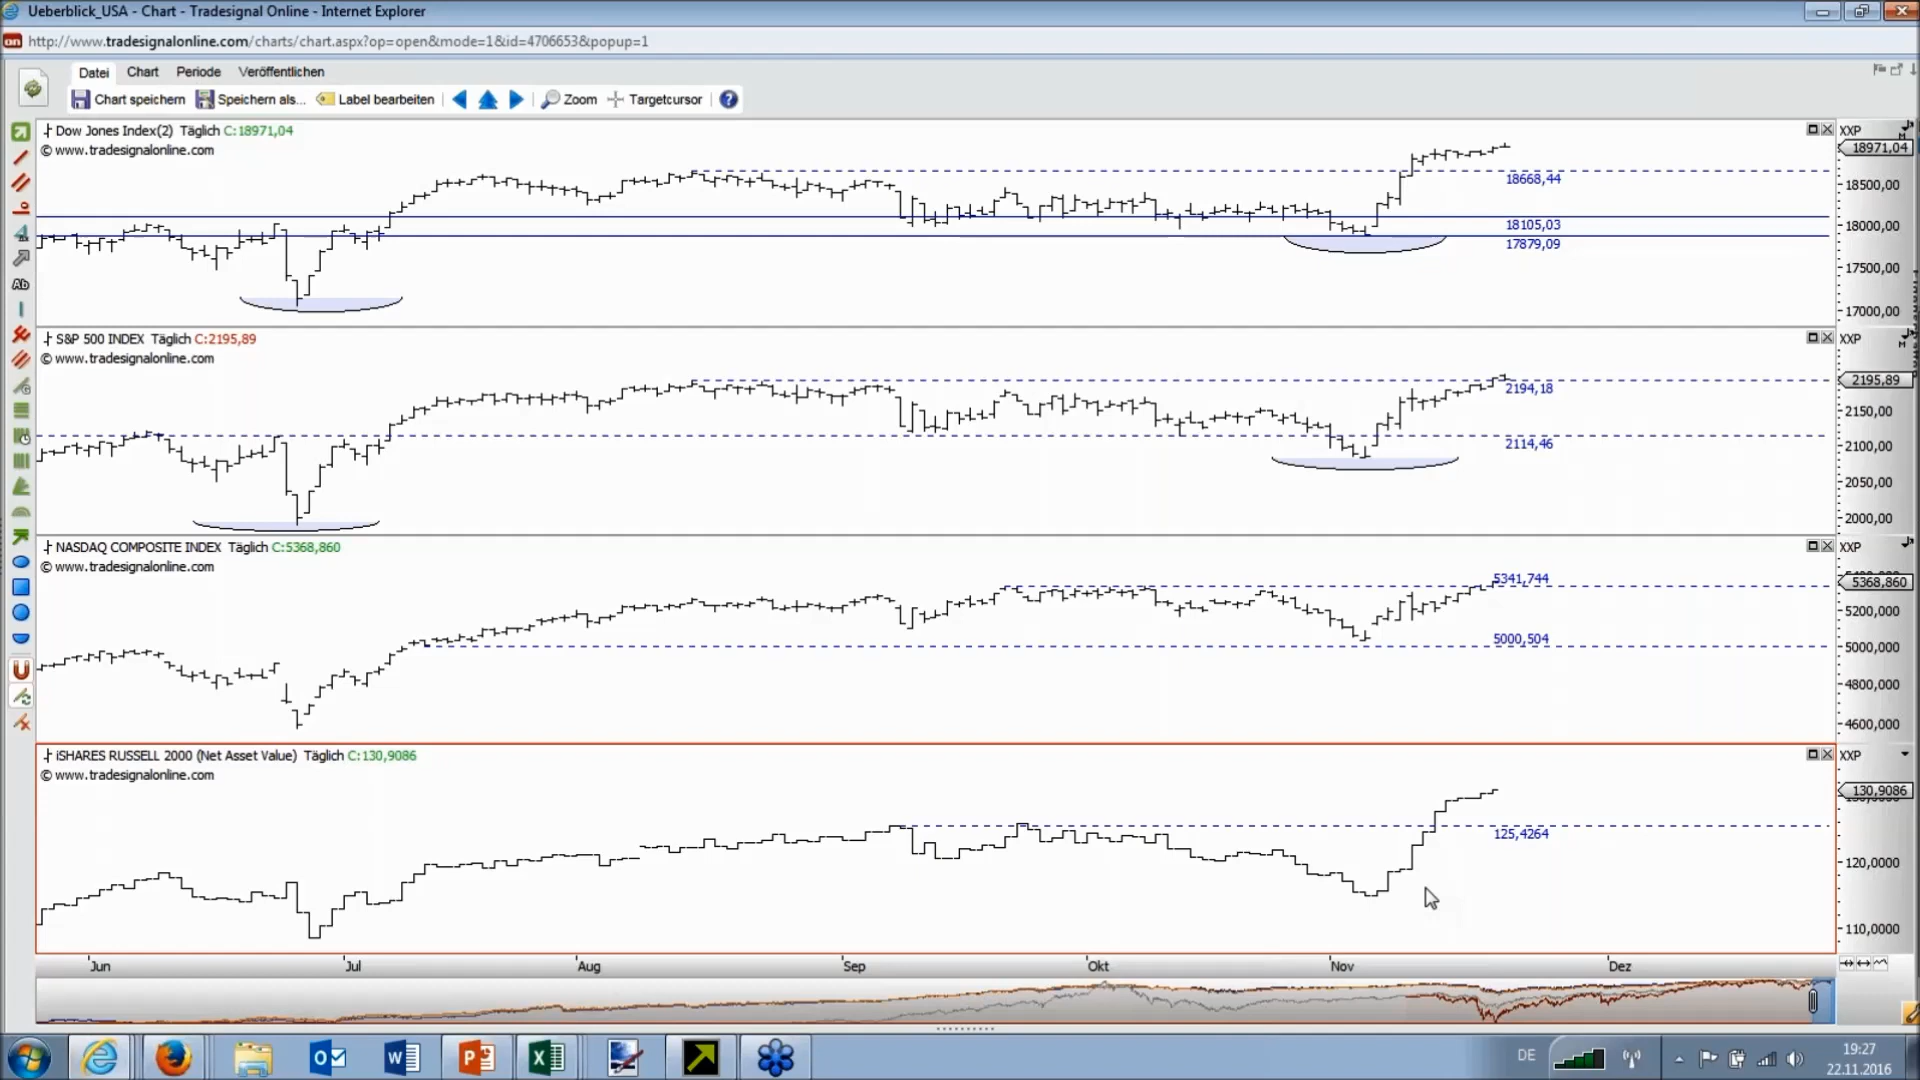 Ueberblick_USA - Chart - Tradesignal Online - Internet Explorer
http://www.tradesignalonline.com/charts/chart.aspx?op=open&mode=1&id=4706653&popup=1
Datei Chart Periode Veröffentlichen
Chart speichern Speichern als... Label bearbeiten Zoom Targetcursor ?
Dow Jones Index(2) Täglich C:18971,04 XXP
© www.tradesignalonline.com
18971,04
18668,44
18500,00
18105,03
18000,00
17879,09
17500,00
17000,00
S&P 500 INDEX Täglich C:2195,89 XXP
© www.tradesignalonline.com
2195,89
2194,18
2150,00
2114,46
2100,00
2050,00
2000,00
NASDAQ COMPOSITE INDEX Täglich C:5368,860 XXP
© www.tradesignalonline.com
5341,744
5368,860
5200,000
5000,504
5000,000
4800,000
4600,000
iSHARES RUSSELL 2000 (Net Asset Value) Täglich C:130,9086 XXP
© www.tradesignalonline.com
130,9086
125,4264
120,0000
110,0000
Jun Jul Aug Sep Okt Nov Dez
Ab
DE
19:27
22.11.2016